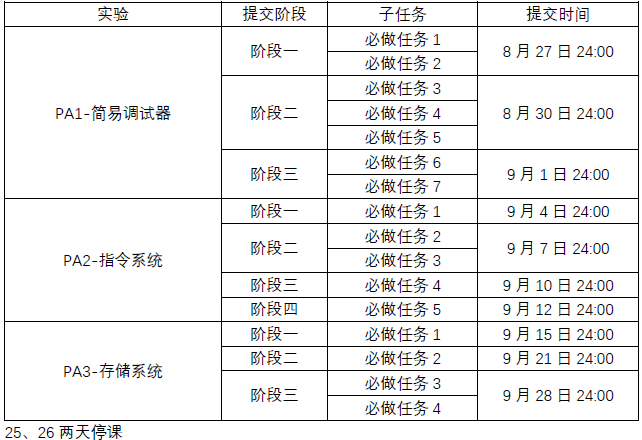 实验 提交阶段 子任务 提交时间
PA1-简易调试器 阶段一 必做任务 1 8 月 27 日 24:00
必做任务 2
阶段二 必做任务 3 8 月 30 日 24:00
必做任务 4
必做任务 5
阶段三 必做任务 6 9 月 1 日 24:00
必做任务 7
PA2-指令系统 阶段一 必做任务 1 9 月 4 日 24:00
阶段二 必做任务 2 9 月 7 日 24:00
必做任务 3
阶段三 必做任务 4 9 月 10 日 24:00
阶段四 必做任务 5 9 月 12 日 24:00
PA3-存储系统 阶段一 必做任务 1 9 月 15 日 24:00
阶段二 必做任务 2 9 月 21 日 24:00
阶段三 必做任务 3 9 月 28 日 24:00
必做任务 4
25、26 两天停课